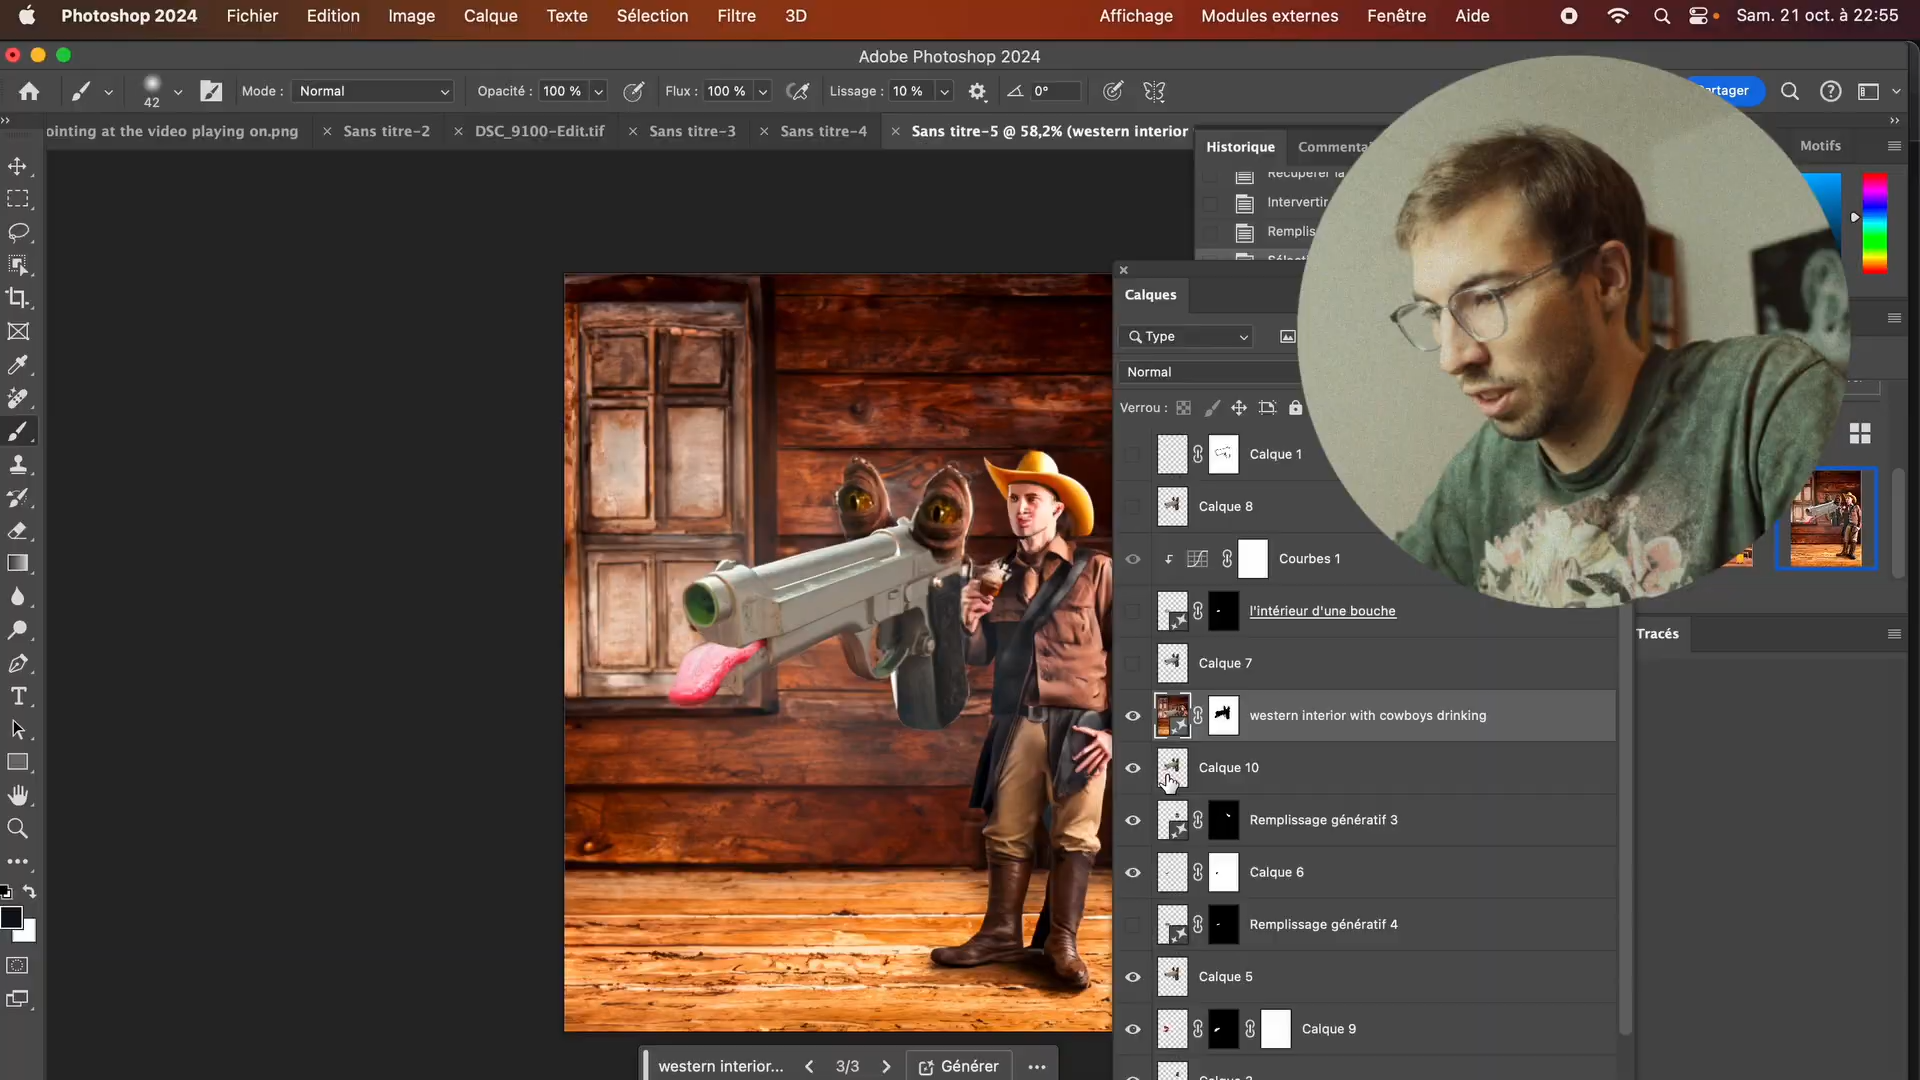 Photoshop 2024 Fichier Edition Image Calque Texte Sélection Filtre 3D Affichage Modules externes Fenêtre Aide Sam. 21 oct. à 22:55
Adobe Photoshop 2024
42 Mode : Normal Opacité : 100 % Flux : 100 % Lissage : 10 % 0° Partager
ointing at the video playing on.png × Sans titre-2 × DSC_9100-Edit.tif × Sans titre-3 × Sans titre-4 × Sans titre-5 @ 58,2% (western interior
Historique Commentai Motifs
Récupérer la
Intervertir
Remplis
Calques
Type
Normal
Verrou :
Calque 1
Calque 8
Courbes 1
l'intérieur d'une bouche
Tracés
Calque 7
western interior with cowboys drinking
Calque 10
Remplissage génératif 3
Calque 6
Remplissage génératif 4
Calque 5
Calque 9
western interior... 3/3 Générer